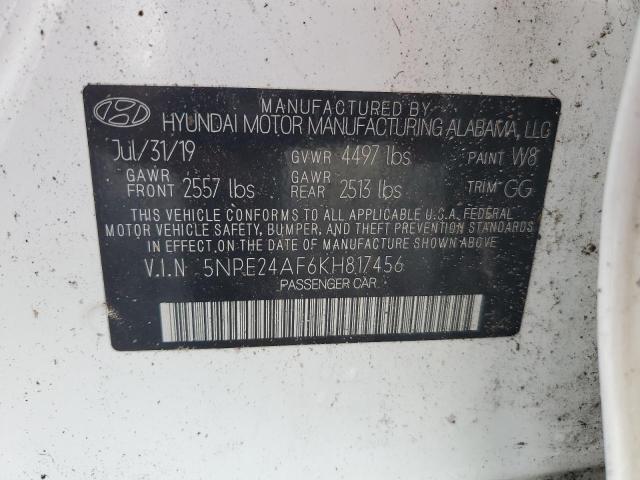 MANUFACTURED BY
HYUNDAI MOTOR MANUFACTURING ALABAMA, LLC
Jul/31/19 GVWR 4497 lbs PAINT W8
GAWR FRONT 2557 lbs GAWR REAR 2513 lbs TRIM GG
THIS VEHICLE CONFORMS TO ALL APPLICABLE U.S.A. FEDERAL
MOTOR VEHICLE SAFETY, BUMPER, AND THEFT PREVENTION
STANDARDS IN EFFECT ON THE DATE OF MANUFACTURE SHOWN ABOVE.
V.I.N 5NPE24AF6KH817456
PASSENGER CAR